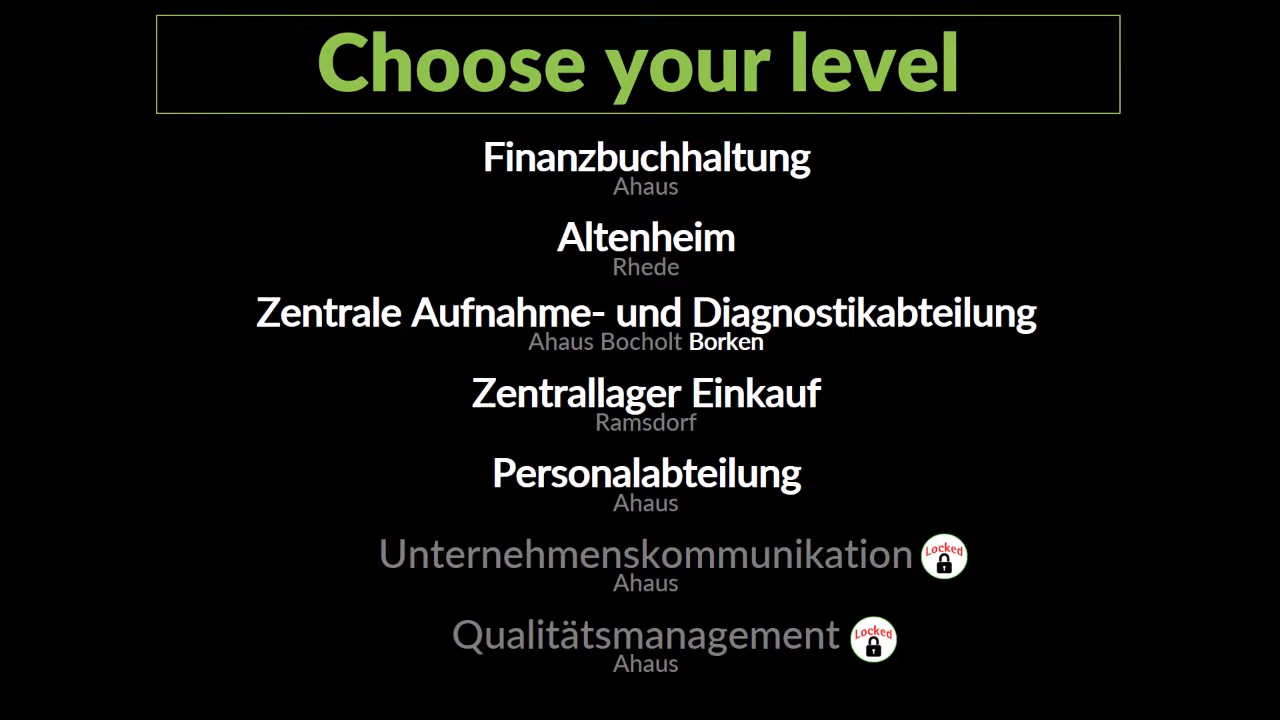 Choose your level
Finanzbuchhaltung
Ahaus
Altenheim
Rhede
Zentrale Aufnahme- und Diagnostikabteilung
Ahaus Bocholt Borken
Zentrallager Einkauf
Ramsdorf
Personalabteilung
Ahaus
Unternehmenskommunikation Locked
Ahaus
Qualitätsmanagement Locked
Ahaus